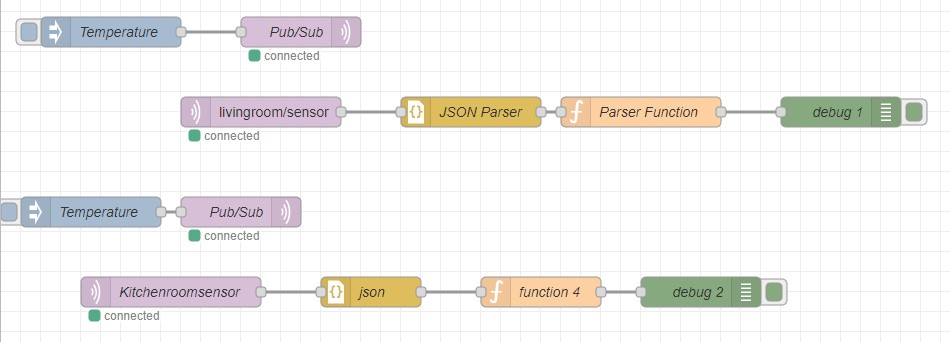 Temperature Pub/Sub
connected
livingroom/sensor JSON Parser Parser Function debug 1
connected
Temperature Pub/Sub
connected
Kitchenroomsensor json function 4 debug 2
connected